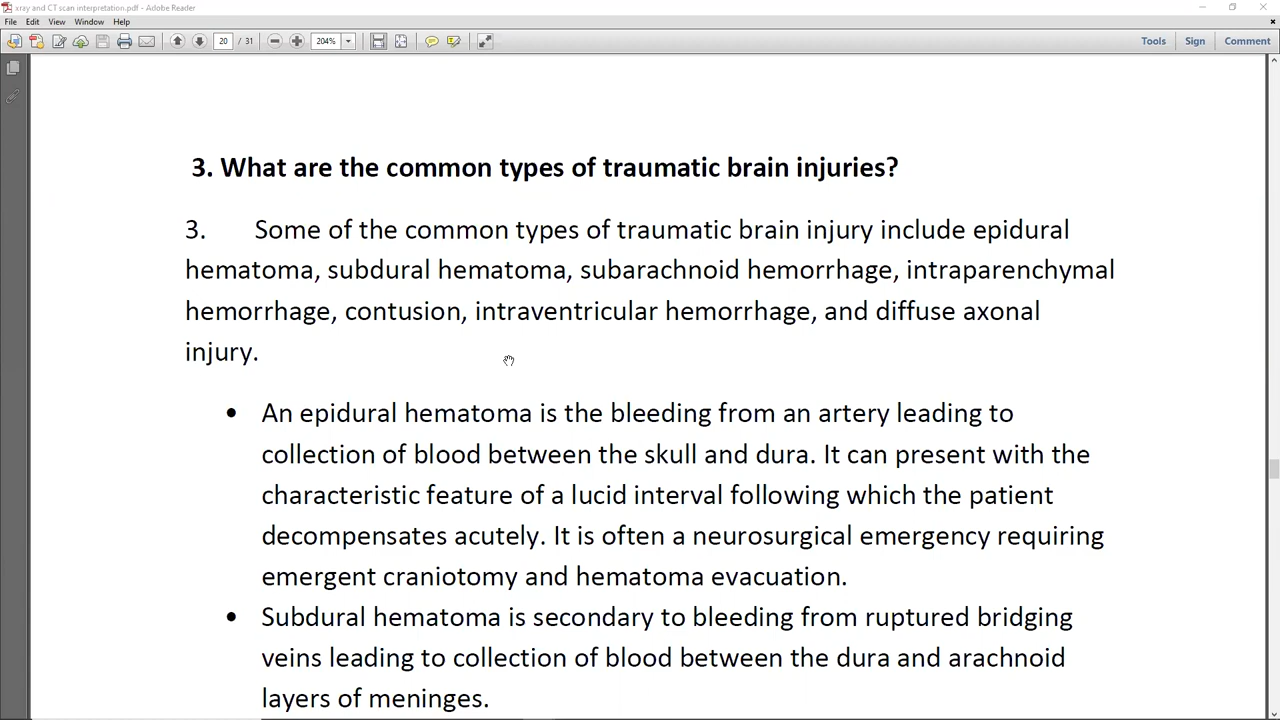 xray and CT scan interpretation.pdf - Adobe Reader
File Edit View Window Help
20 / 31 204% Tools Sign Comment
3. What are the common types of traumatic brain injuries?
3. Some of the common types of traumatic brain injury include epidural
hematoma, subdural hematoma, subarachnoid hemorrhage, intraparenchymal
hemorrhage, contusion, intraventricular hemorrhage, and diffuse axonal
injury.
• An epidural hematoma is the bleeding from an artery leading to
collection of blood between the skull and dura. It can present with the
characteristic feature of a lucid interval following which the patient
decompensates acutely. It is often a neurosurgical emergency requiring
emergent craniotomy and hematoma evacuation.
• Subdural hematoma is secondary to bleeding from ruptured bridging
veins leading to collection of blood between the dura and arachnoid
layers of meninges.